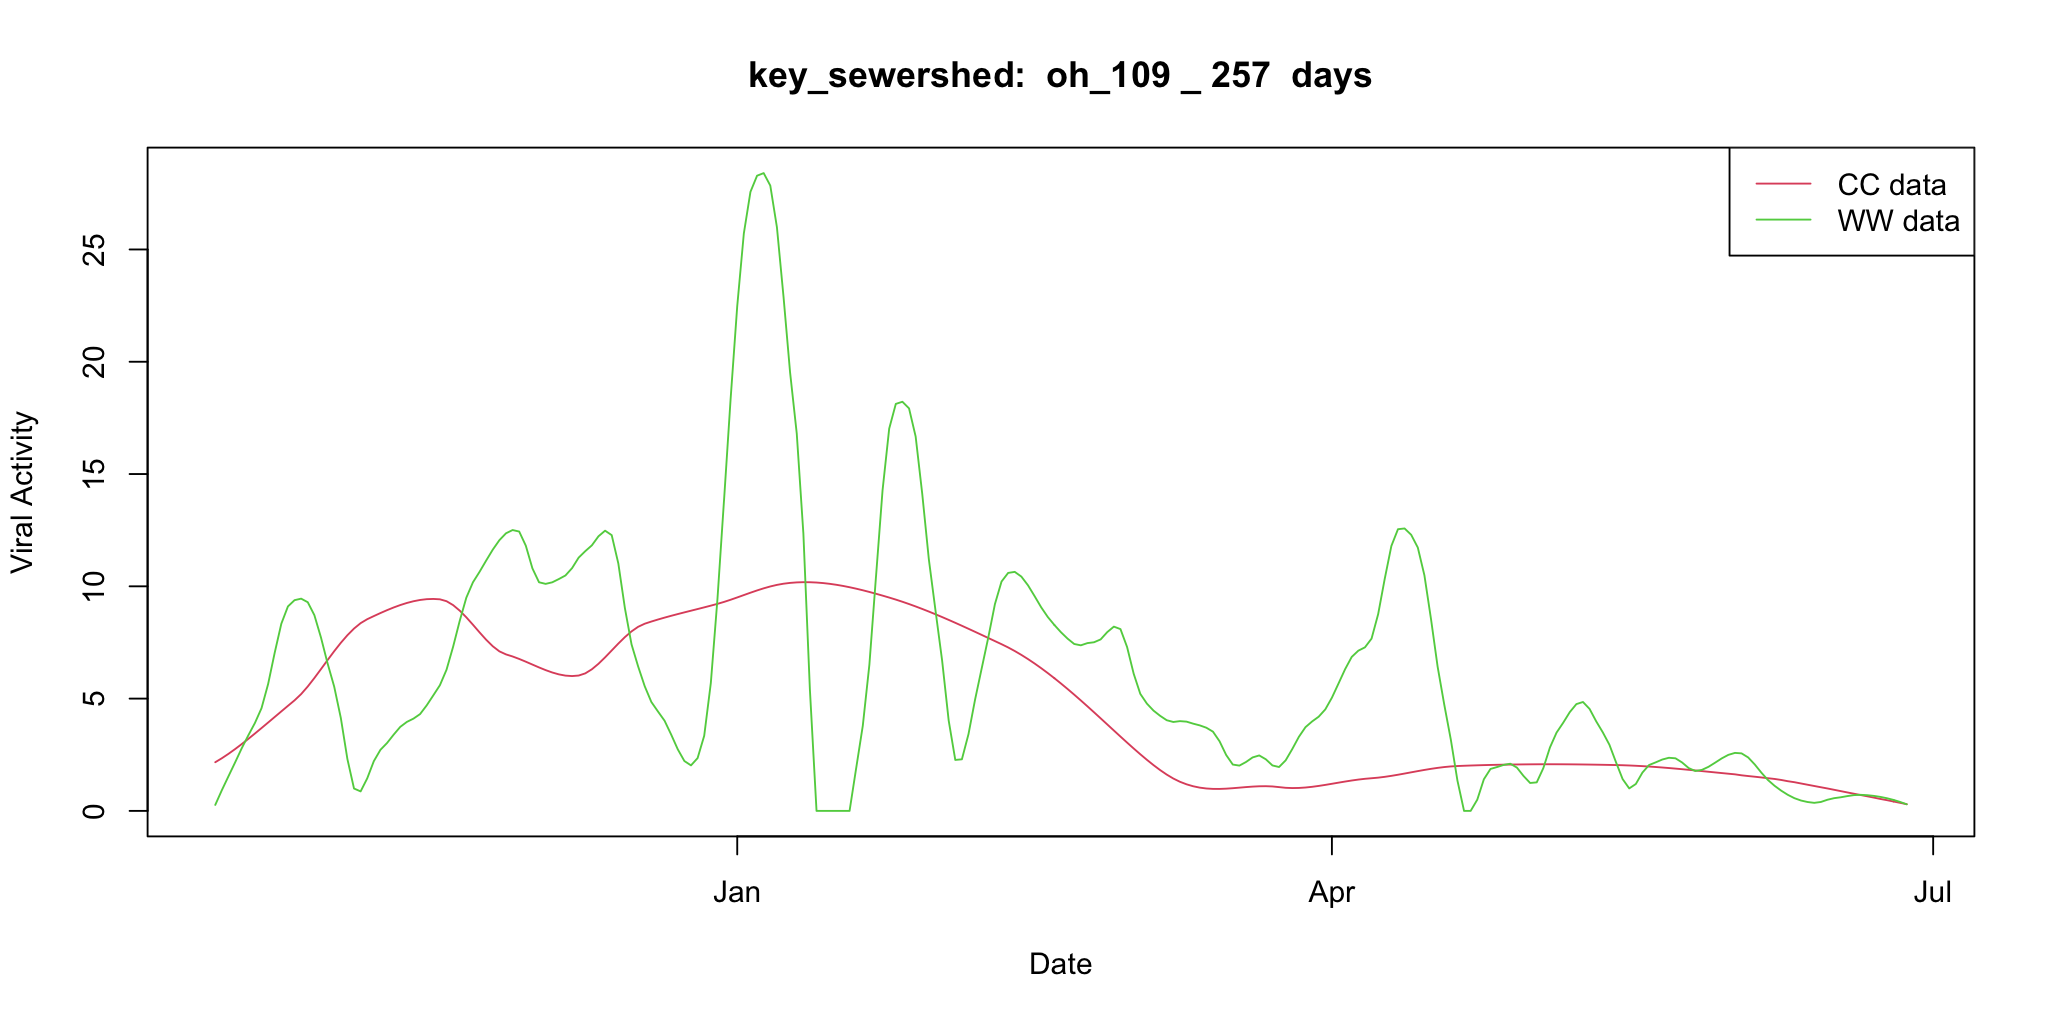 key_sewershed: oh_109 _ 257 days
CC data
WW data
Viral Activity
25
20
15
10
5
0
Jan
Apr
Jul
Date